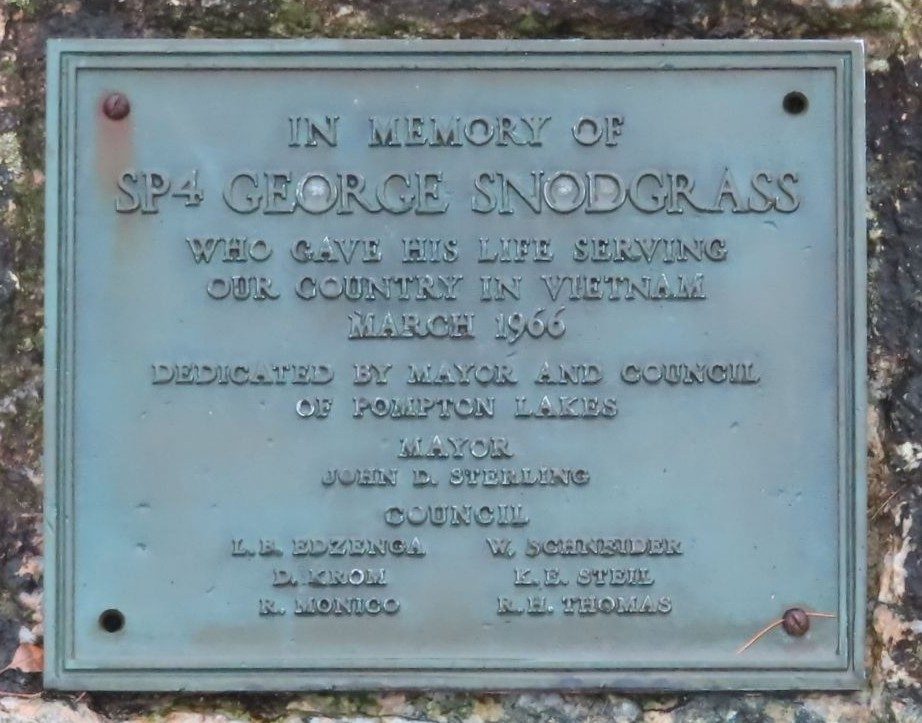 IN MEMORY OF
SP4 GEORGE SNODGRASS
WHO GAVE HIS LIFE SERVING
OUR COUNTRY IN VIETNAM
MARCH 1966
DEDICATED BY MAYOR AND COUNCIL
OF POMPTON LAKES
MAYOR
JOHN D. STERLING
COUNCIL
L. B. EDZENGA W. SCHNEIDER
D. KROM K. E. STEIL
R. MONICO R. H. THOMAS